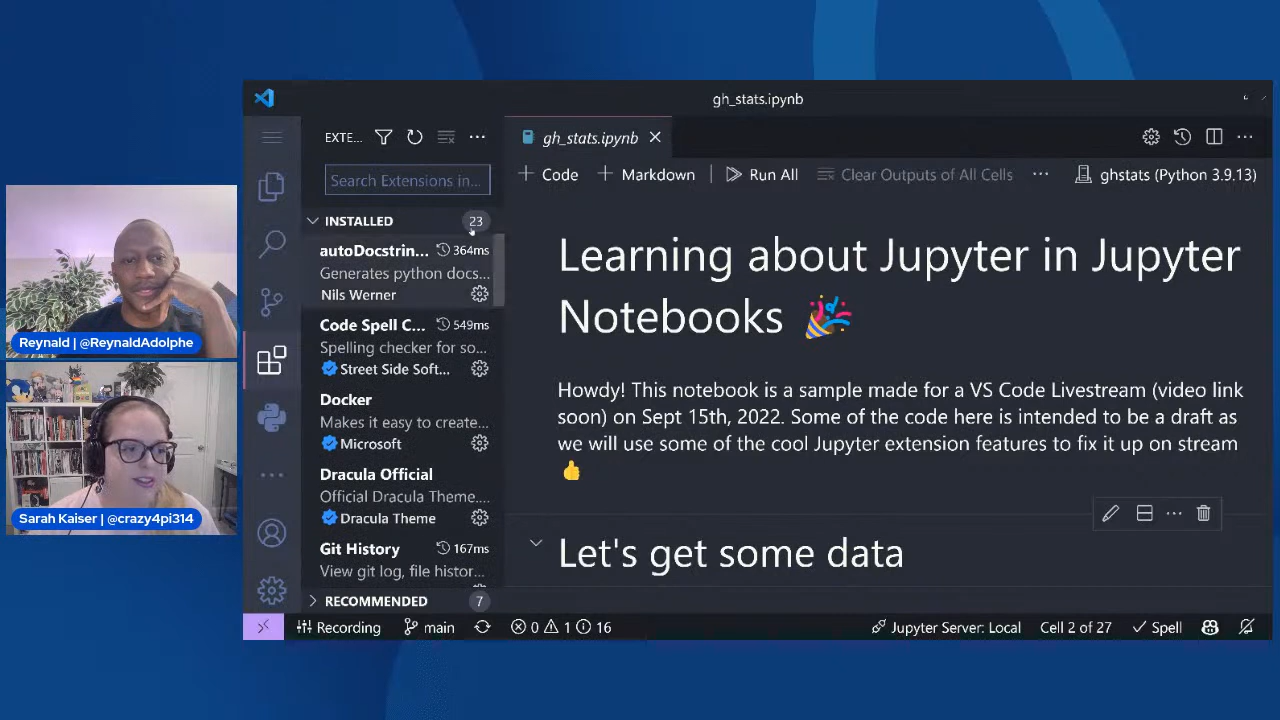 gh_stats.ipynb
EXTE...
gh_stats.ipynb
Search Extensions in...
Code
Markdown
Run All
Clear Outputs of All Cells
ghstats (Python 3.9.13)
INSTALLED 23
autoDocstrin... 364ms
Generates python docs...
Nils Werner
Code Spell C... 549ms
Spelling checker for so...
Street Side Soft...
Docker
Makes it easy to create...
Microsoft
Dracula Official
Official Dracula Theme....
Dracula Theme
Git History 167ms
View git log, file histor...
RECOMMENDED 7
Learning about Jupyter in Jupyter
Notebooks 🎉
Howdy! This notebook is a sample made for a VS Code Livestream (video link
soon) on Sept 15th, 2022. Some of the code here is intended to be a draft as
we will use some of the cool Jupyter extension features to fix it up on stream
👍
Let's get some data
Reynald | @ReynaldAdolphe
Sarah Kaiser | @crazy4pi314
Recording
main
0 1 16
Jupyter Server: Local
Cell 2 of 27
Spell